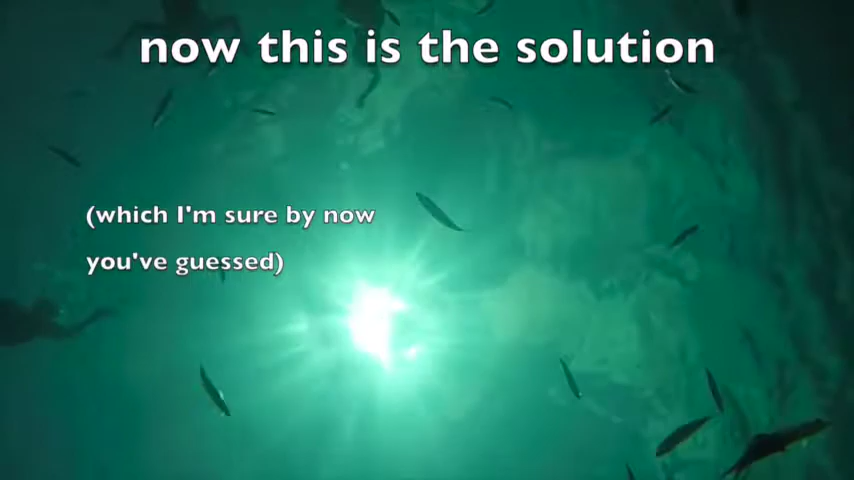 now this is the solution
(which I'm sure by now
you've guessed)